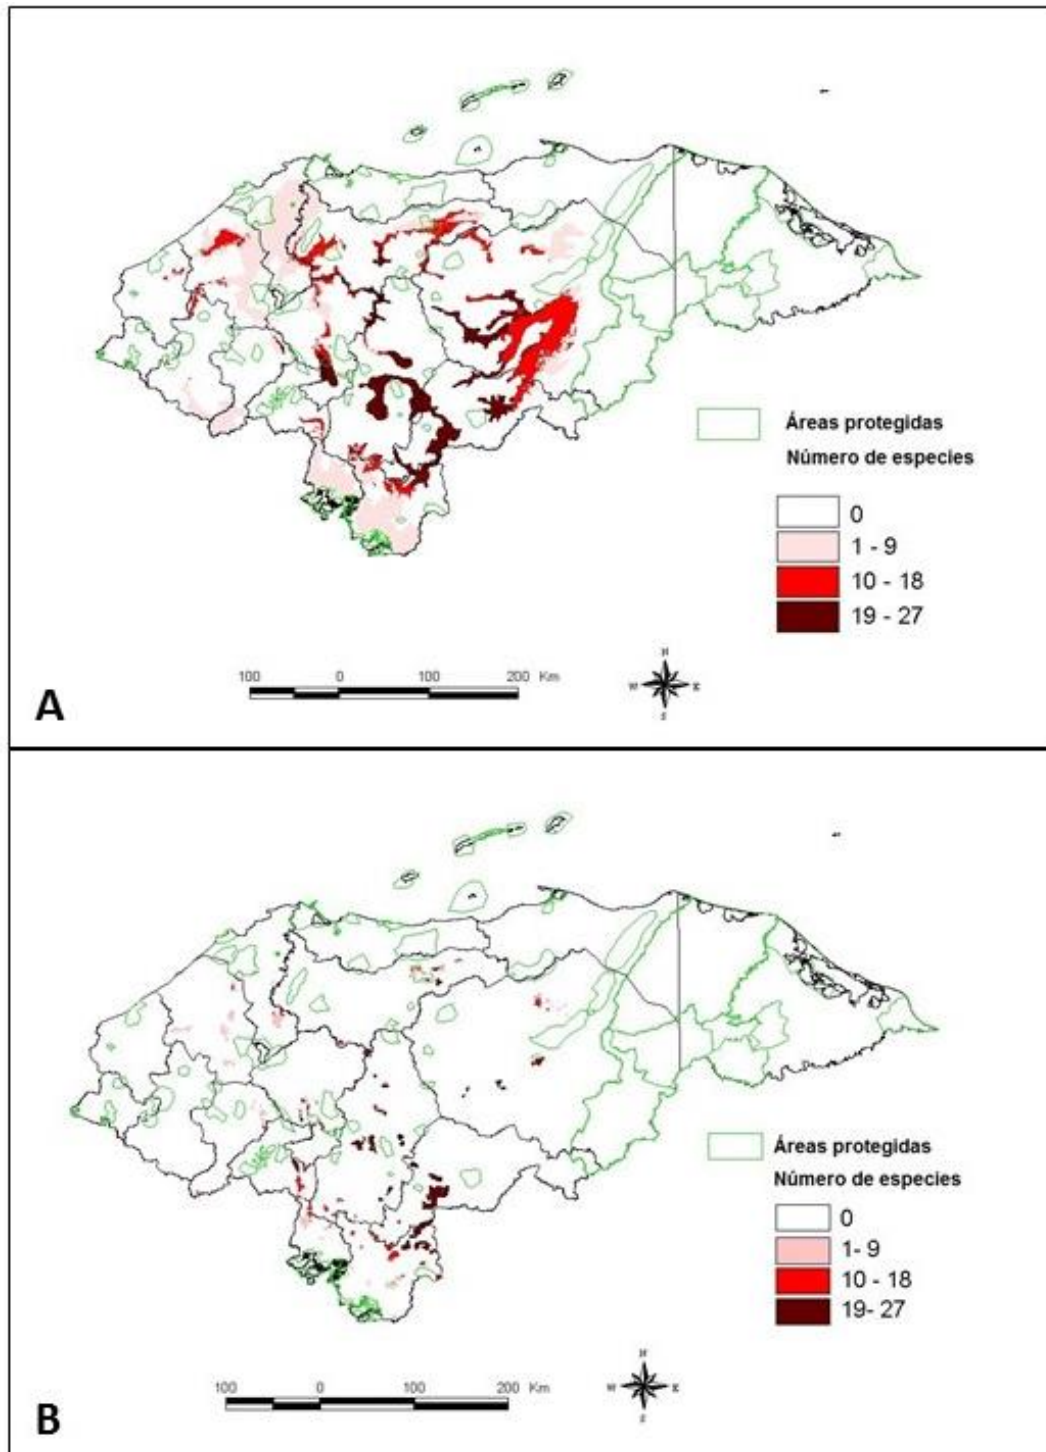 Áreas protegidas
Número de especies
0
1 - 9
10 - 18
19 - 27
100 0 100 200 Km
N
W E
S
A
Áreas protegidas
Número de especies
0
1- 9
10 - 18
19- 27
100 0 100 200 Km
N
W E
S
B